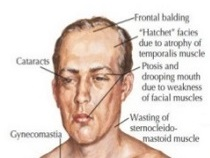 Frontal balding
"Hatchet" facies
due to atrophy of
temporalis muscle
Cataracts
Ptosis and
drooping mouth
due to weakness
of facial muscles
Wasting of
sternocleido-
mastoid muscle
Gynecomastia